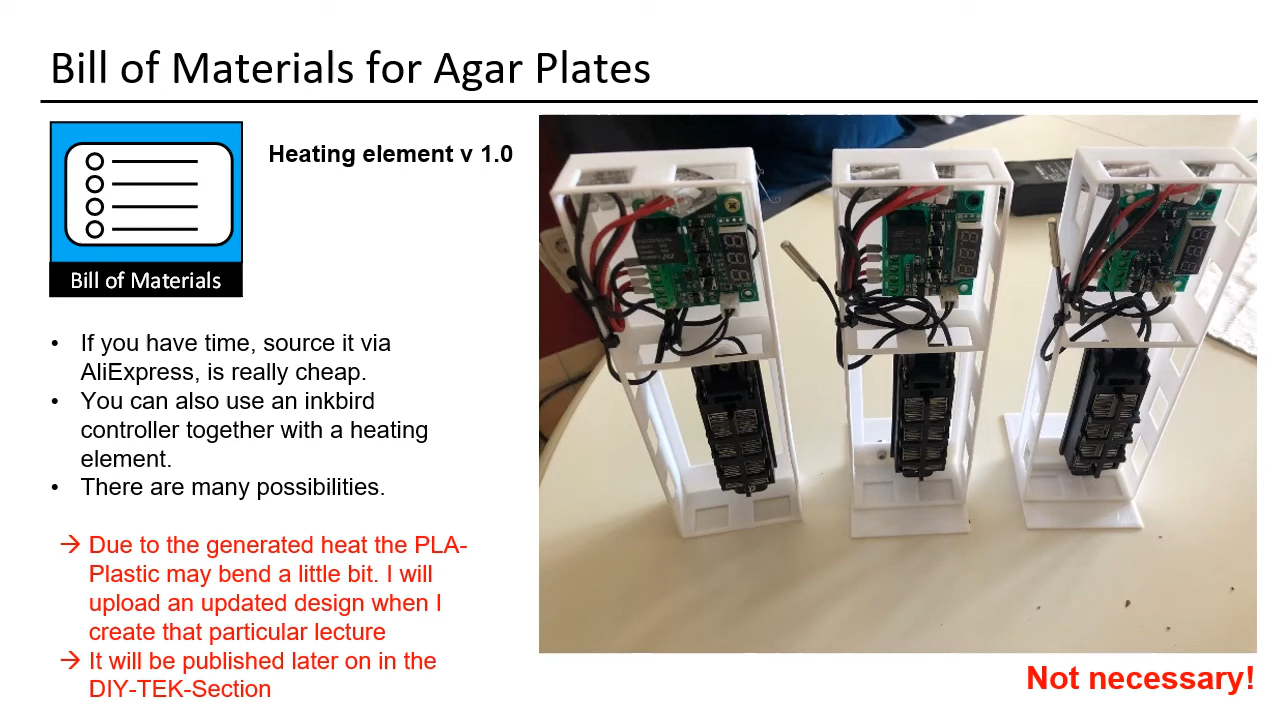 Bill of Materials for Agar Plates
Bill of Materials
Heating element v 1.0
• If you have time, source it via
AliExpress, is really cheap.
• You can also use an inkbird
controller together with a heating
element.
• There are many possibilities.
→ Due to the generated heat the PLA-
Plastic may bend a little bit. I will
upload an updated design when I
create that particular lecture
→ It will be published later on in the
DIY-TEK-Section
Not necessary!